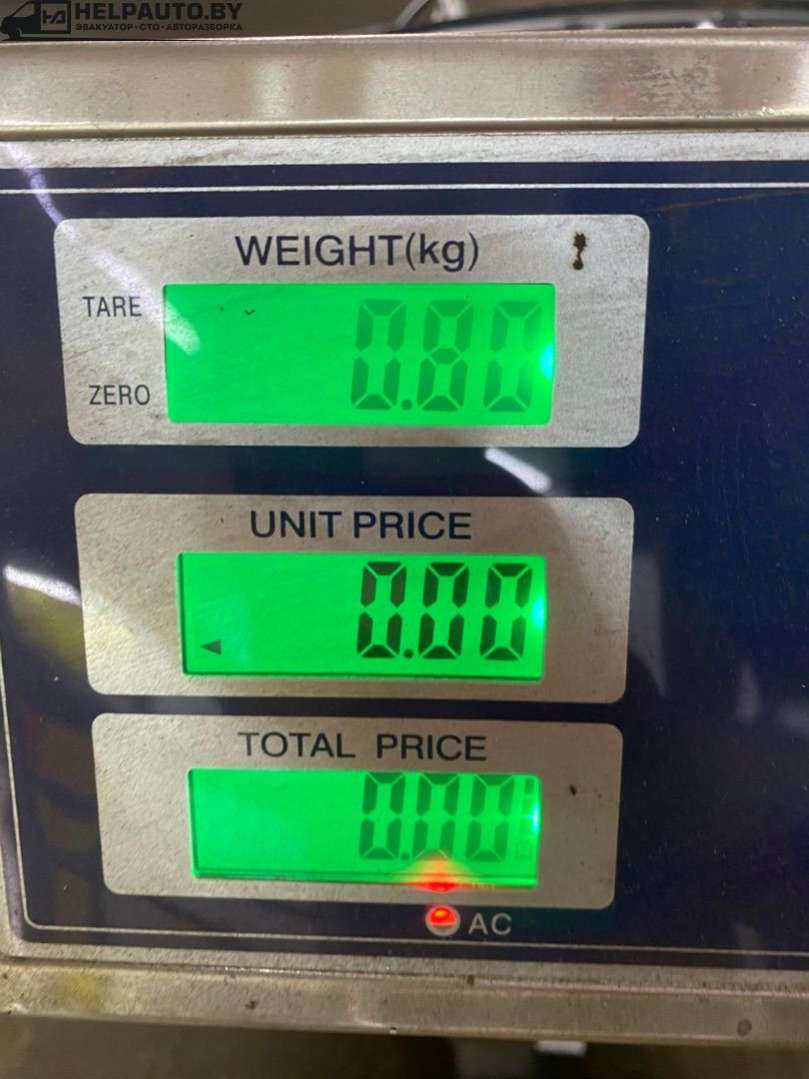 HELPAUTO.BY
ЭВАКУАТОР • СТО • АВТОРАЗБОРКА
WEIGHT(kg)
TARE
0.80
ZERO
UNIT PRICE
0.00
TOTAL PRICE
0.00
AC